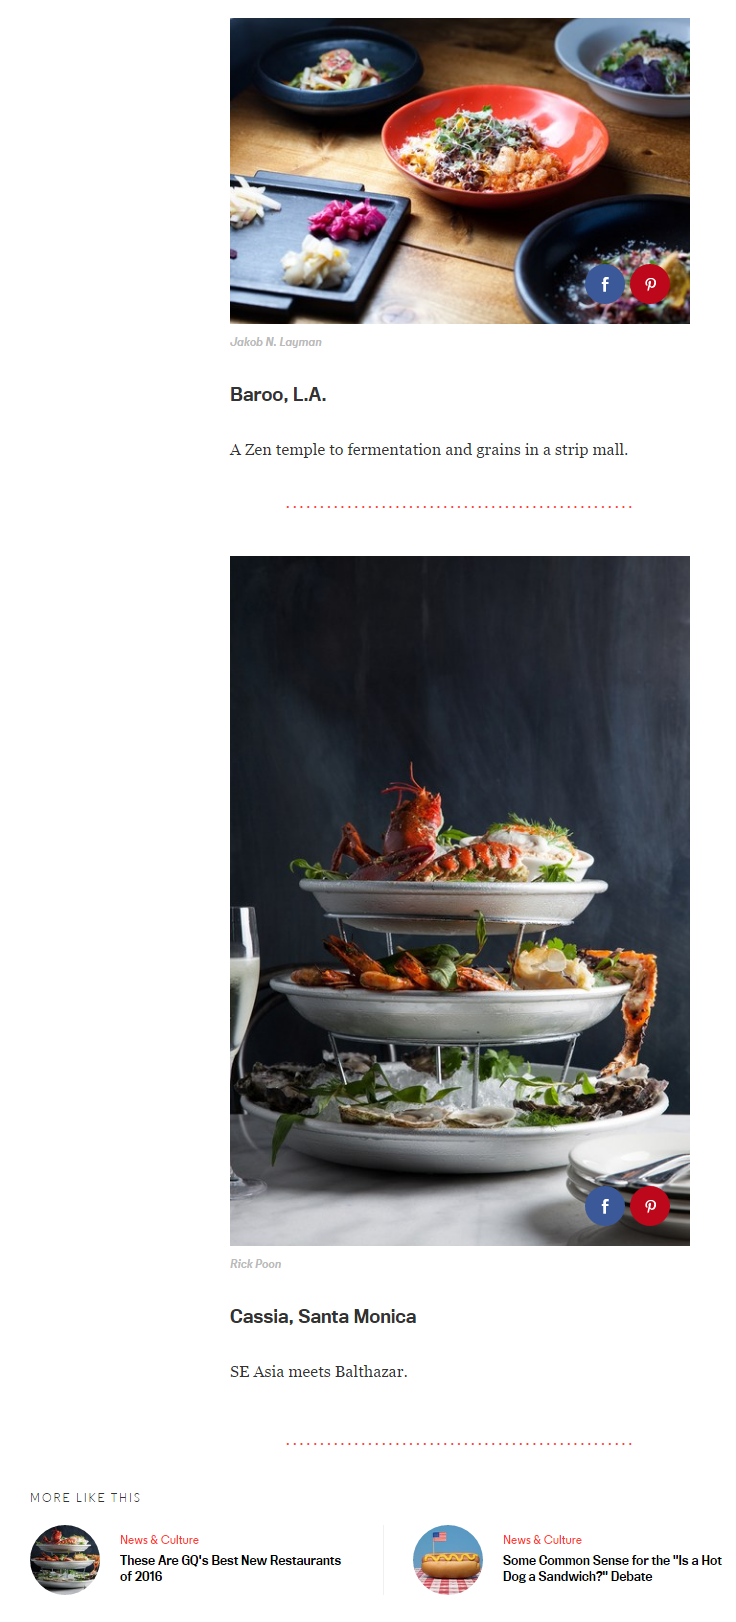 Jakob N. Layman
Baroo, L.A.
A Zen temple to fermentation and grains in a strip mall.
Rick Poon
Cassia, Santa Monica
SE Asia meets Balthazar.
MORE LIKE THIS
News & Culture
These Are GQ's Best New Restaurants
of 2016
News & Culture
Some Common Sense for the "Is a Hot
Dog a Sandwich?" Debate